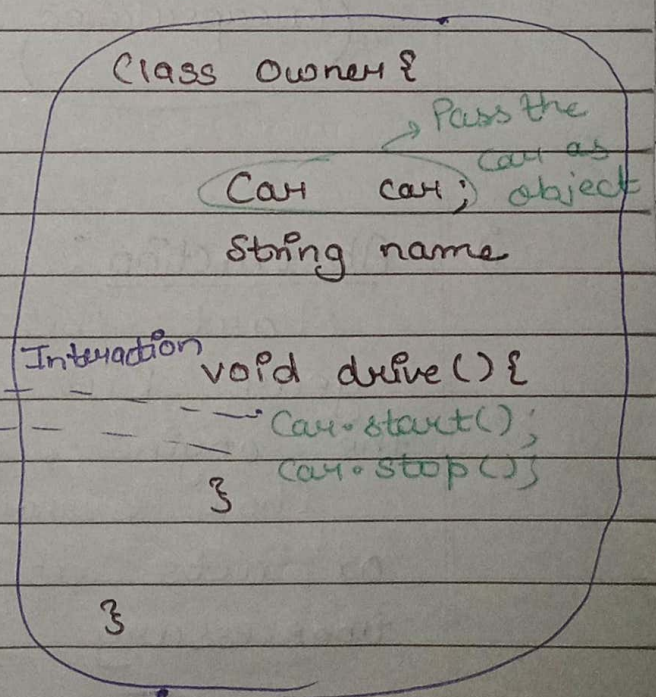 Class Owner {
Pass the
car as
object
Car car;
String name
Interaction
void drive() {
Car.start();
Car.stop();
}
}